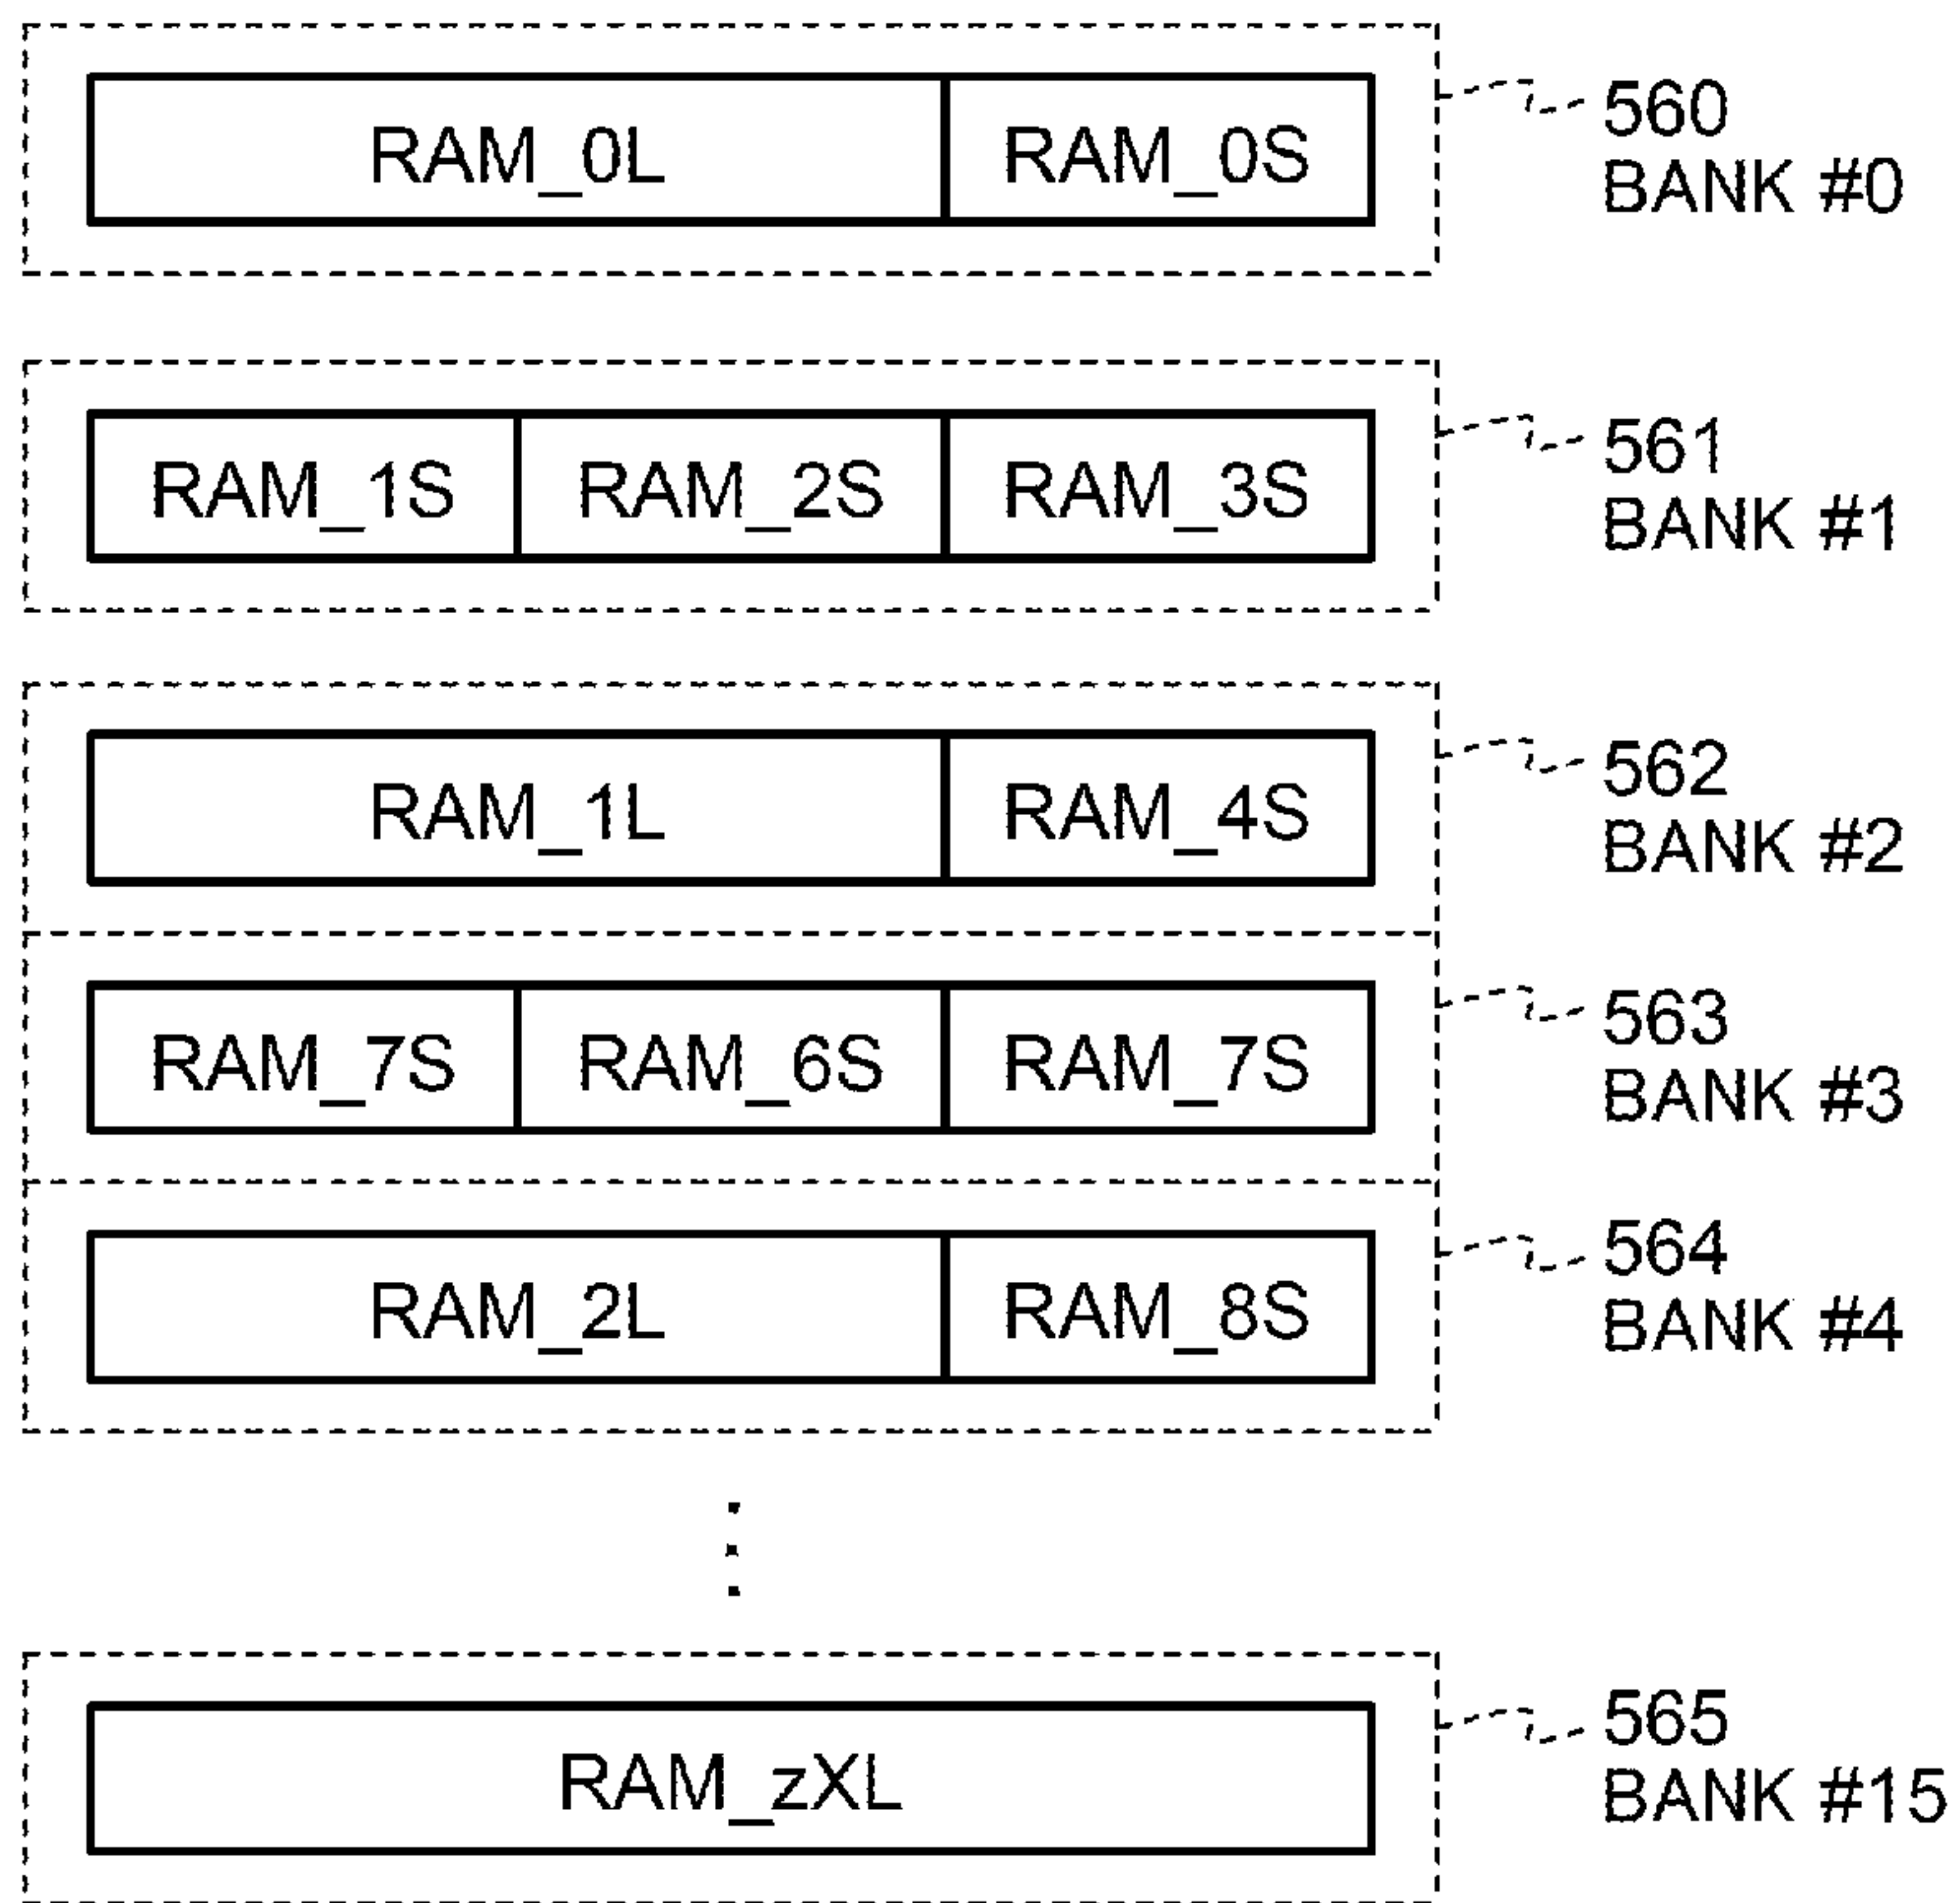 RAM_0L RAM_0S
560
BANK #0
RAM_1S RAM_2S RAM_3S
561
BANK #1
RAM_1L RAM_4S
562
BANK #2
RAM_7S RAM_6S RAM_7S
563
BANK #3
RAM_2L RAM_8S
564
BANK #4
RAM_zXL
565
BANK #15